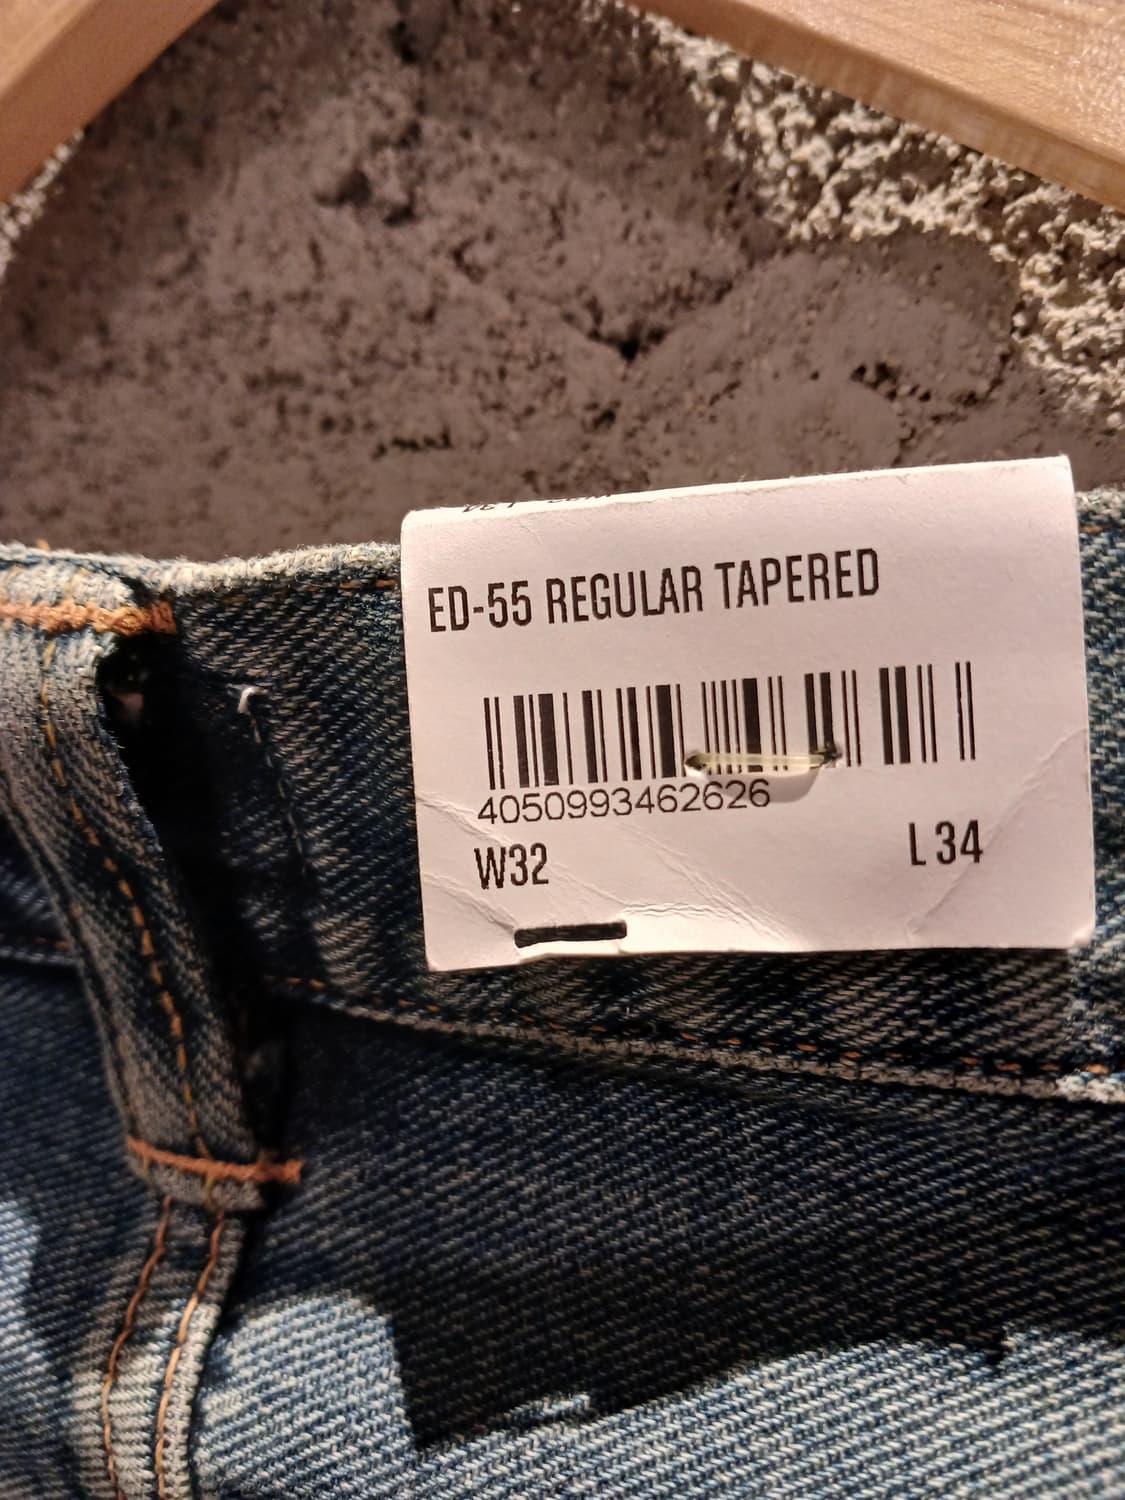 ED-55 REGULAR TAPERED
4050993462626
W32 L 34